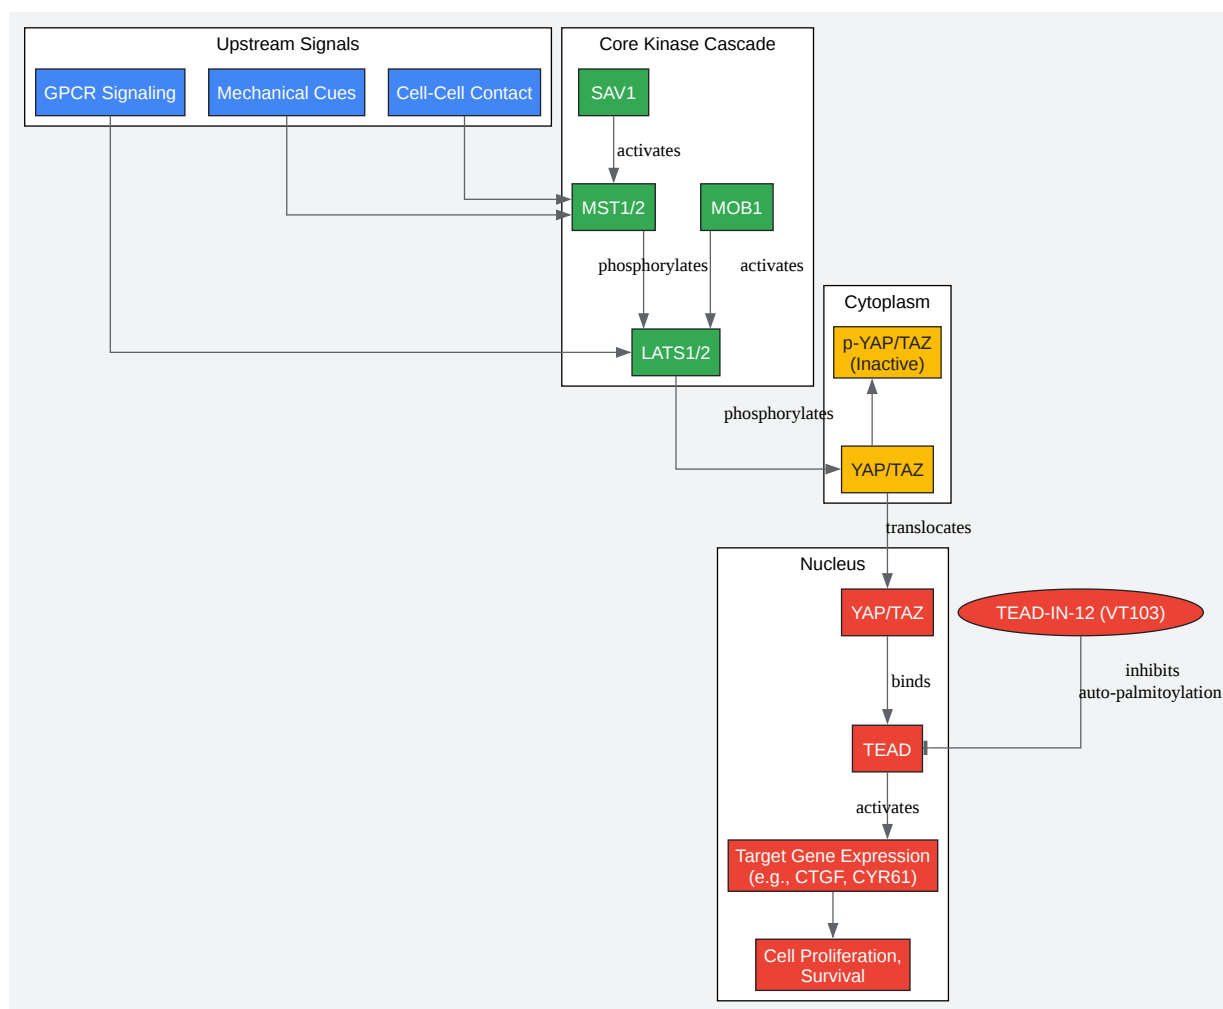 Upstream Signals
GPCR Signaling
Mechanical Cues
Cell-Cell Contact
Core Kinase Cascade
SAV1
activates
MST1/2
MOB1
phosphorylates
activates
LATS1/2
Cytoplasm
p-YAP/TAZ
(Inactive)
phosphorylates
YAP/TAZ
translocates
Nucleus
YAP/TAZ
TEAD-IN-12 (VT103)
binds
inhibits
auto-palmitoylation
TEAD
activates
Target Gene Expression
(e.g., CTGF, CYR61)
Cell Proliferation,
Survival